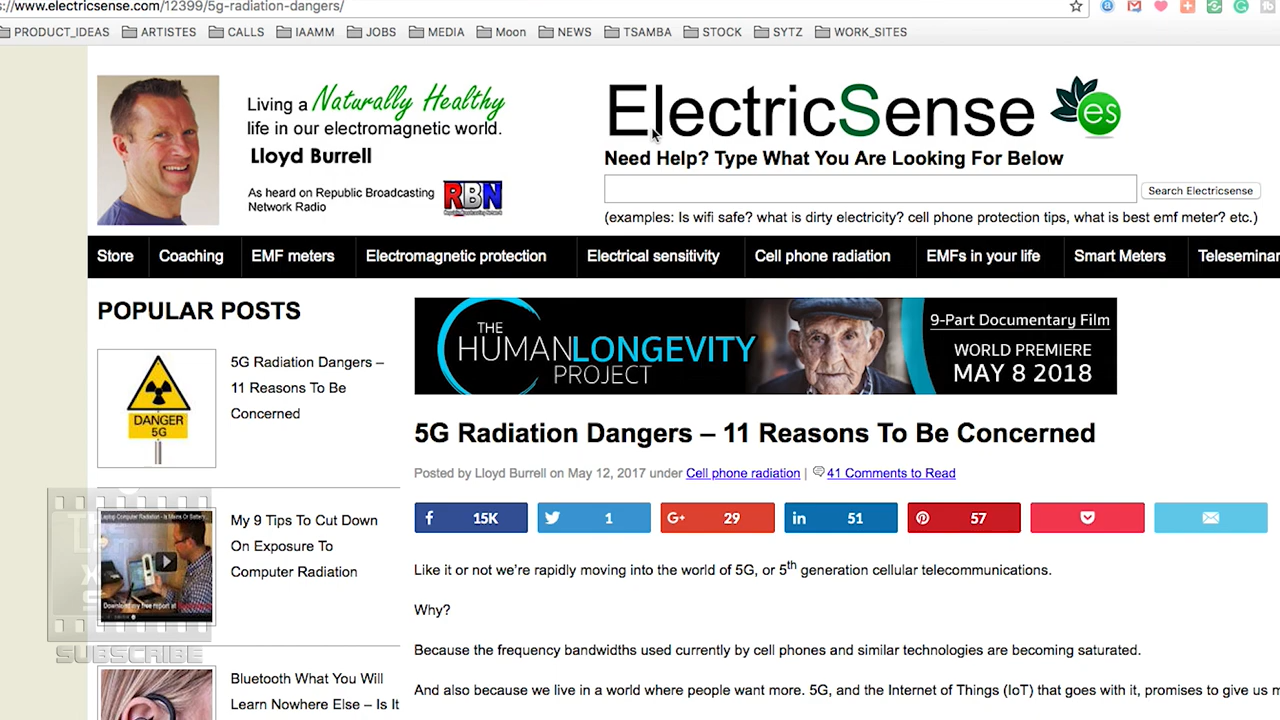 ://www.electricsense.com/12399/5g-radiation-dangers/
PRODUCT_IDEAS ARTISTES CALLS IAAMM JOBS MEDIA Moon NEWS TSAMBA STOCK SYTZ WORK_SITES
Living a Naturally Healthy
life in our electromagnetic world.
Lloyd Burrell
As heard on Republic Broadcasting
Network Radio
RBN
ElectricSense
es
Need Help? Type What You Are Looking For Below
Search Electricsense
(examples: Is wifi safe? what is dirty electricity? cell phone protection tips, what is best emf meter? etc.)
Store Coaching EMF meters Electromagnetic protection Electrical sensitivity Cell phone radiation EMFs in your life Smart Meters Teleseminar
POPULAR POSTS
DANGER
5G
5G Radiation Dangers –
11 Reasons To Be
Concerned
My 9 Tips To Cut Down
On Exposure To
Computer Radiation
Download my free report at
SUBSCRIBE
Bluetooth What You Will
Learn Nowhere Else – Is It
THE
HUMANLONGEVITY
PROJECT
9-Part Documentary Film
WORLD PREMIERE
MAY 8 2018
5G Radiation Dangers – 11 Reasons To Be Concerned
Posted by Lloyd Burrell on May 12, 2017 under Cell phone radiation | 41 Comments to Read
15K 1 G+ 29 in 51 57
Like it or not we're rapidly moving into the world of 5G, or 5th generation cellular telecommunications.
Why?
Because the frequency bandwidths used currently by cell phones and similar technologies are becoming saturated.
And also because we live in a world where people want more. 5G, and the Internet of Things (IoT) that goes with it, promises to give us